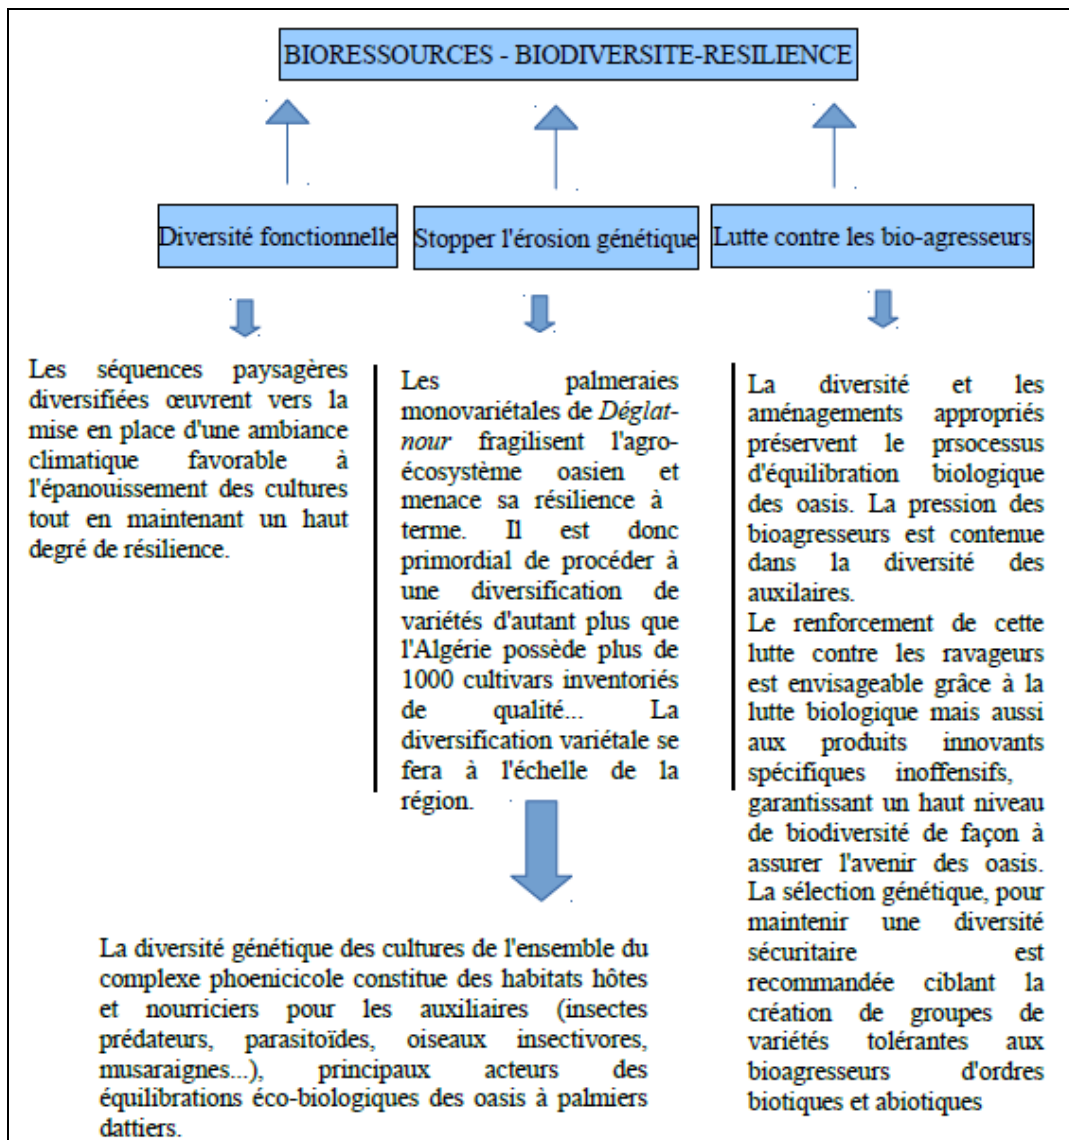 BIORESSOURCES - BIODIVERSITE-RESILIENCE
Diversité fonctionnelle
Stopper l'érosion génétique
Lutte contre les bio-agresseurs
Les séquences paysagères
diversifiées œuvrent vers la
mise en place d'une ambiance
climatique favorable à
l'épanouissement des cultures
tout en maintenant un haut
degré de résilience.
Les palmeraies
monovariétales de Déglat-
nour fragilisent l'agro-
écosystème oasien et
menace sa résilience à
terme. Il est donc
primordial de procéder à
une diversification de
variétés d'autant plus que
l'Algérie possède plus de
1000 cultivars inventoriés
de qualité... La
diversification variétale se
fera à l'échelle de la
région.
La diversité génétique des cultures de l'ensemble du
complexe phoenicicole constitue des habitats hôtes
et nourriciers pour les auxiliaires (insectes
prédateurs, parasitoïdes, oiseaux insectivores,
musaraignes...), principaux acteurs des
équilibrations éco-biologiques des oasis à palmiers
dattiers.
La diversité et les
aménagements appropriés
préservent le prsocessus
d'équilibration biologique
des oasis. La pression des
bioagresseurs est contenue
dans la diversité des
auxilaires.
Le renforcement de cette
lutte contre les ravageurs
est envisageable grâce à la
lutte biologique mais aussi
aux produits innovants
spécifiques inoffensifs,
garantissant un haut niveau
de biodiversité de façon à
assurer l'avenir des oasis.
La sélection génétique, pour
maintenir une diversité
sécuritaire est
recommandée ciblant la
création de groupes de
variétés tolérantes aux
bioagresseurs d'ordres
biotiques et abiotiques